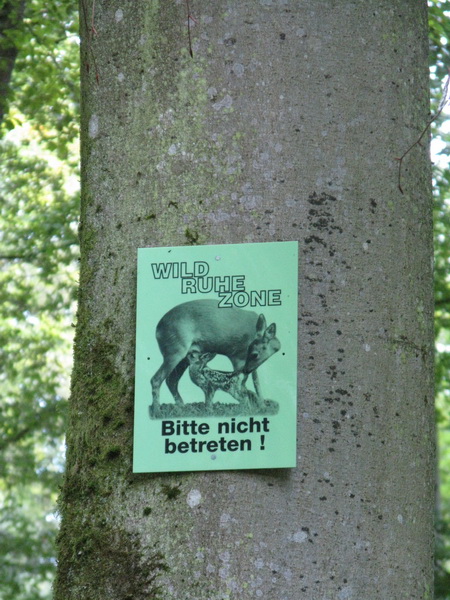 WILD
RUHE
ZONE
Bitte nicht
betreten !